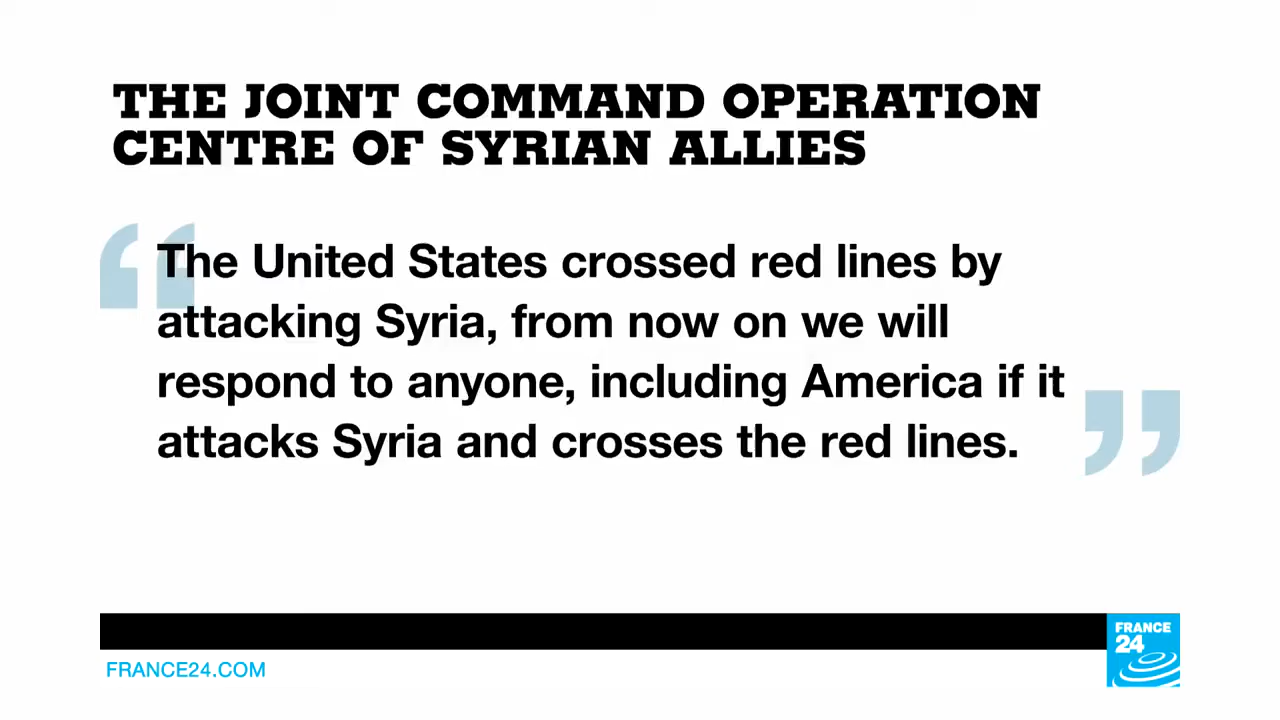 THE JOINT COMMAND OPERATION
CENTRE OF SYRIAN ALLIES
“The United States crossed red lines by
attacking Syria, from now on we will
respond to anyone, including America if it
attacks Syria and crosses the red lines.”
FRANCE
24
FRANCE24.COM